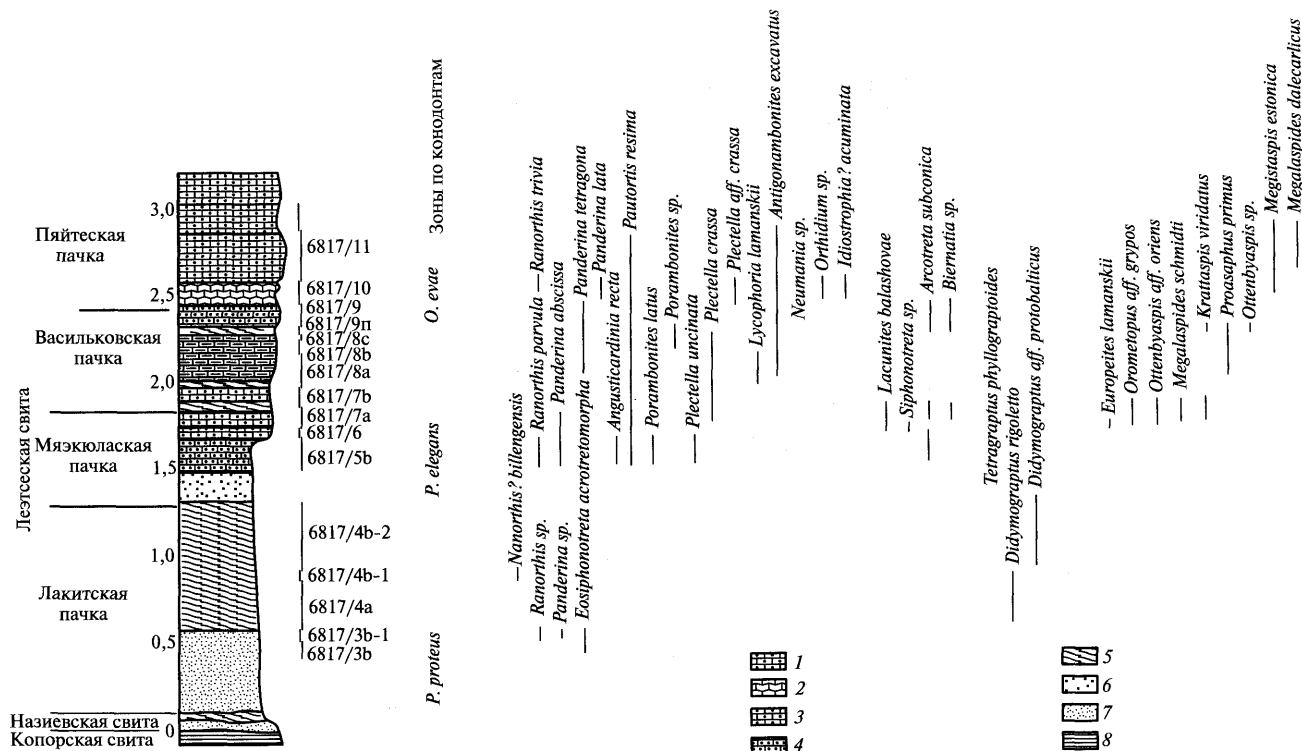 Зоны по конодонтам
Леэтсеская свита
Пяйтеская
пачка
Васильковская
пачка
Мяэкюлаская
пачка
Лакитская
пачка
Назиевская свита
Копорская свита
3,0
2,5
2,0
1,5
1,0
0,5
0
6817/11
6817/10
6817/9
6817/9п
6817/8c
6817/8b
6817/8a
6817/7b
6817/7a
6817/6
6817/5b
6817/4b-2
6817/4b-1
6817/4a
6817/3b-1
6817/3b
O. evae
P. elegans
P. proteus
Nanorthis? billengensis
Ranorthis sp.
Ranorthis parvula
Ranorthis trivia
Panderina sp.
Panderina abscissa
Eosiphonotreta acrotretomorpha
Panderina tetragona
Panderina lata
Angusticardinia recta
Pautortis resima
Porambonites latus
Porambonites sp.
Plectella uncinata
Plectella crassa
Plectella aff. crassa
Lycophoria lamanskii
Antigonambonites excavatus
Neumania sp.
Orthidium sp.
Idiostrophia? acuminata
Lacunites balashovae
Siphonotreta sp.
Arcotreta subconica
Biernatia sp.
Tetragraptus phyllograptoides
Didymograptus rigoletto
Didymograptus aff. protobalticus
Europeites lamanskii
Orometopus aff. grypos
Ottenbyaspis aff. oriens
Megalaspides schmidti
Krattaspis viridatus
Proasaphus primus
Ottenbyaspis sp.
Megistaspis estonica
Megalaspides dalecarlicus
1
2
3
4
5
6
7
8